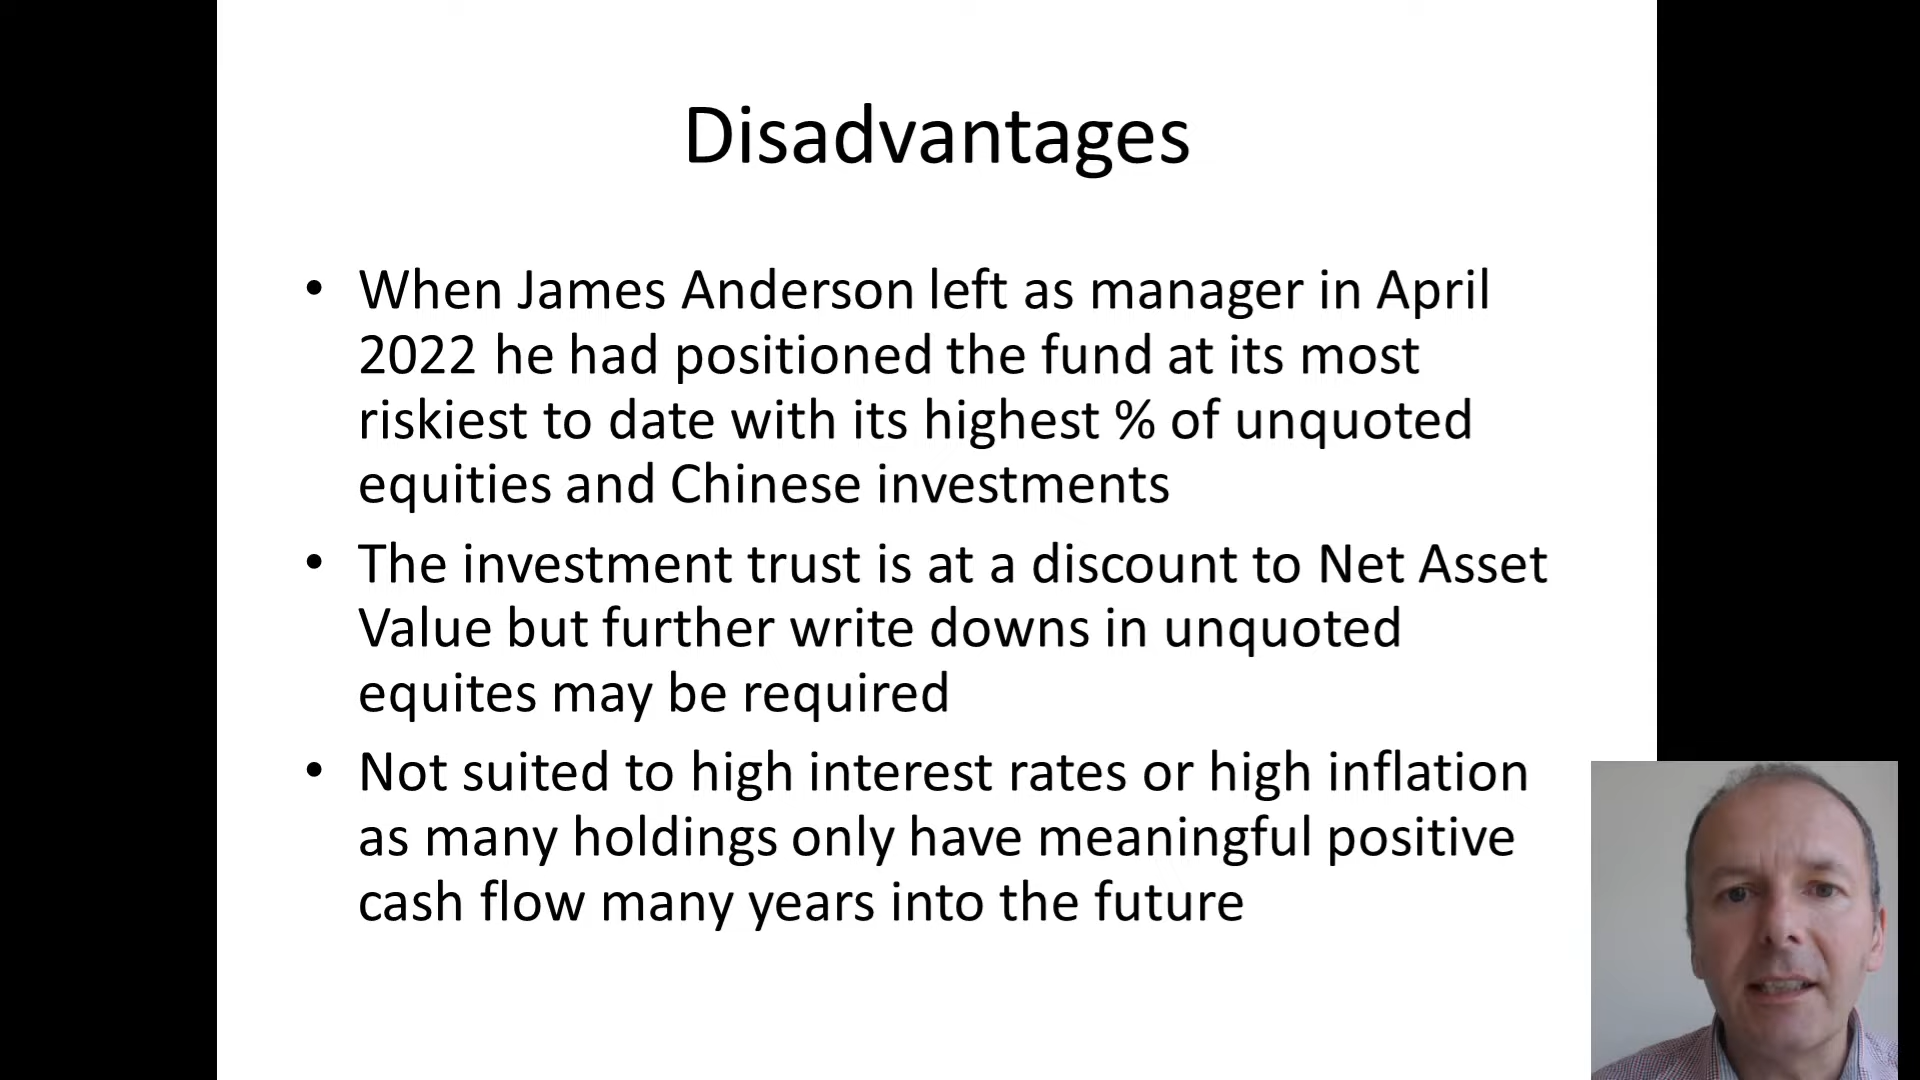 Disadvantages
• When James Anderson left as manager in April
2022 he had positioned the fund at its most
riskiest to date with its highest % of unquoted
equities and Chinese investments
• The investment trust is at a discount to Net Asset
Value but further write downs in unquoted
equites may be required
• Not suited to high interest rates or high inflation
as many holdings only have meaningful positive
cash flow many years into the future